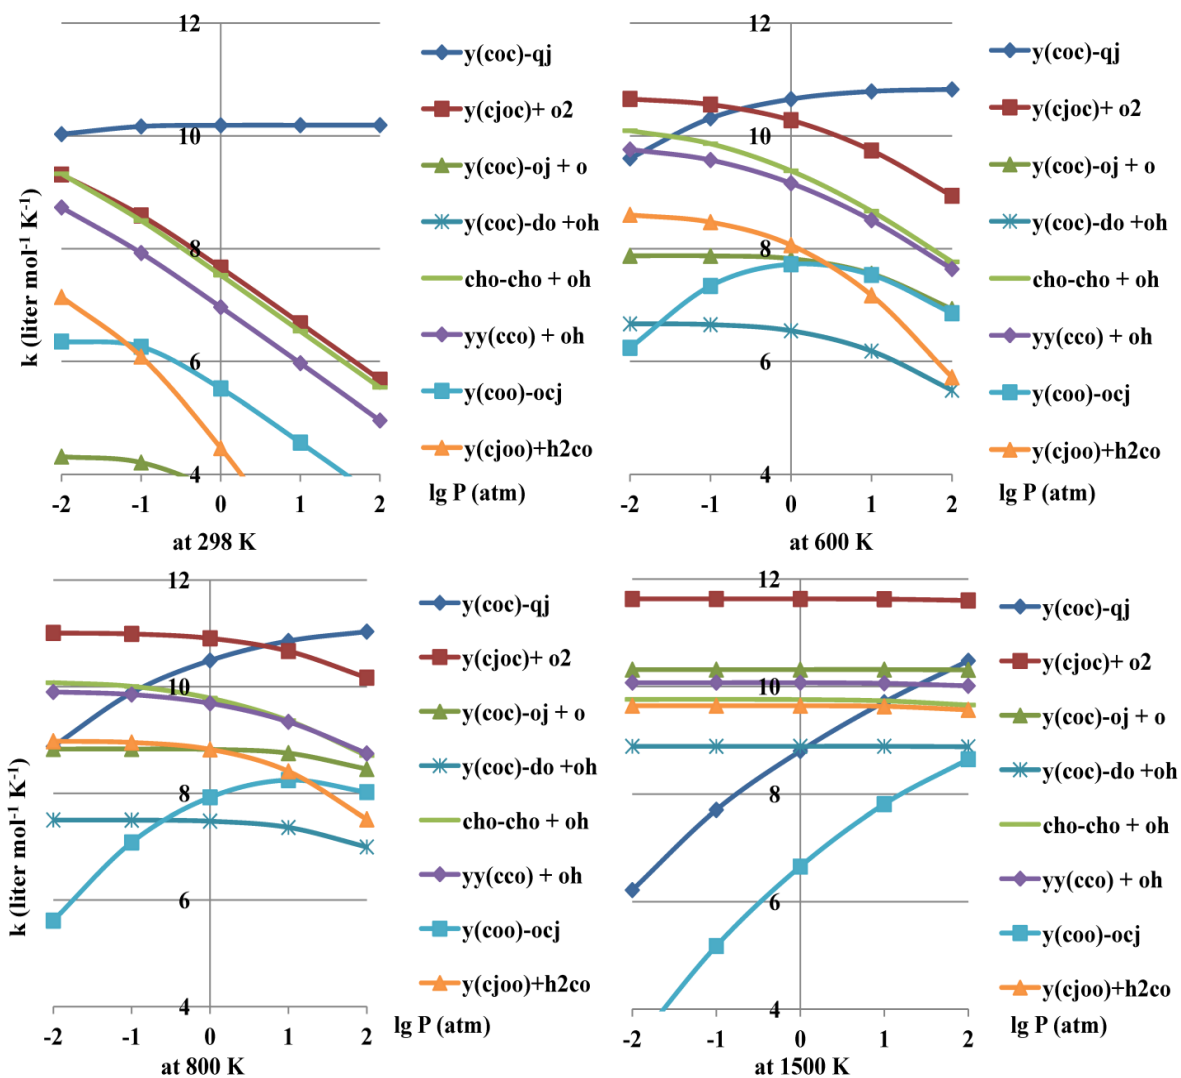 12
10
8
6
4
-2 -1 0 1 2
k (liter mol-1 K-1)
lg P (atm)
at 298 K
y(coc)-qj
y(cjoc)+ o2
y(coc)-oj + o
y(coc)-do +oh
cho-cho + oh
yy(cco) + oh
y(coo)-ocj
y(cjoo)+h2co
12
10
8
6
4
-2 -1 0 1 2
lg P (atm)
at 600 K
y(coc)-qj
y(cjoc)+ o2
y(coc)-oj + o
y(coc)-do +oh
cho-cho + oh
yy(cco) + oh
y(coo)-ocj
y(cjoo)+h2co
12
10
8
6
4
-2 -1 0 1 2
k (liter mol-1 K-1)
lg P (atm)
at 800 K
y(coc)-qj
y(cjoc)+ o2
y(coc)-oj + o
y(coc)-do +oh
cho-cho + oh
yy(cco) + oh
y(coo)-ocj
y(cjoo)+h2co
12
10
8
6
4
-2 -1 0 1 2
lg P (atm)
at 1500 K
y(coc)-qj
y(cjoc)+ o2
y(coc)-oj + o
y(coc)-do +oh
cho-cho + oh
yy(cco) + oh
y(coo)-ocj
y(cjoo)+h2co